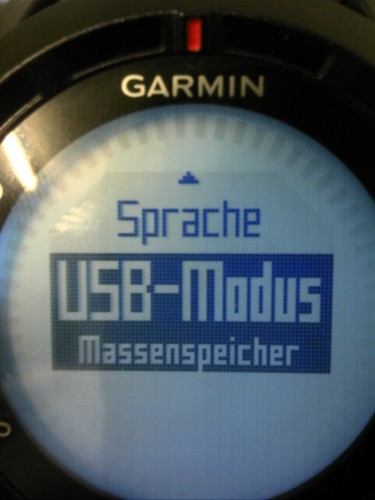 GARMIN
Sprache
USB-Modus
Massenspeicher